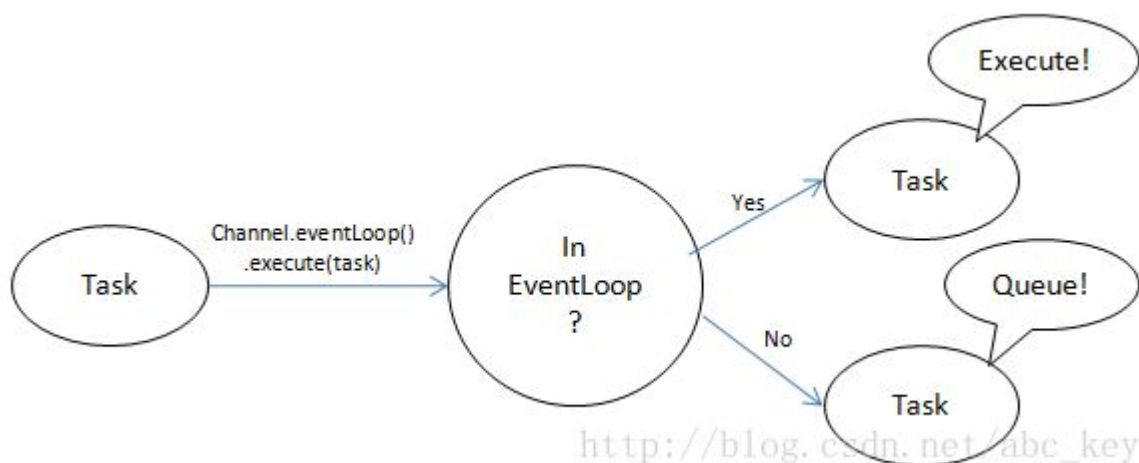 Execute!
Task
Yes
Channel.eventLoop()
.execute(task)
Task
In
EventLoop
?
Queue!
No
Task
http://blog.csdn.net/abc_key